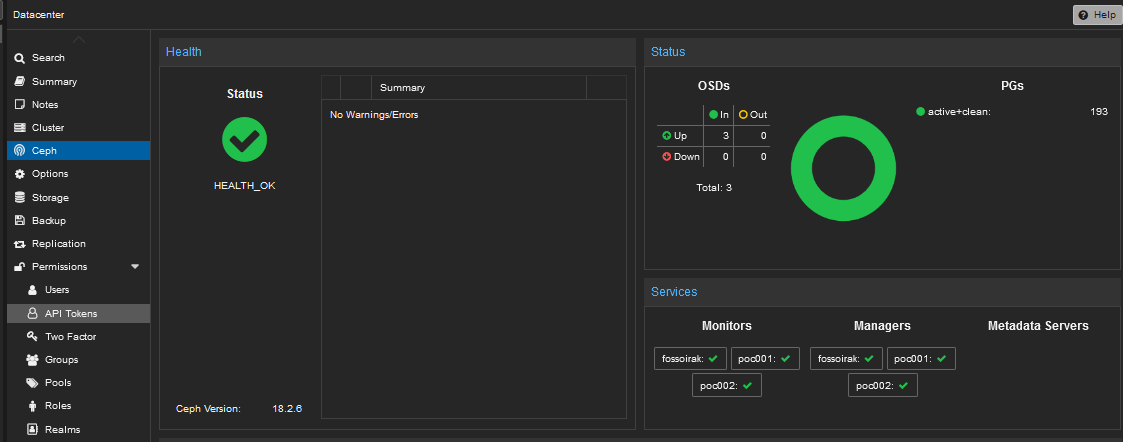 Datacenter
Help
Search
Summary
Notes
Cluster
Ceph
Options
Storage
Backup
Replication
Permissions
Users
API Tokens
Two Factor
Groups
Pools
Roles
Realms
Health
Status
HEALTH_OK
Ceph Version: 18.2.6
Summary
No Warnings/Errors
Status
OSDs
In Out
Up 3 0
Down 0 0
Total: 3
PGs
active+clean: 193
Services
Monitors
fossoirak: poc001:
poc002:
Managers
fossoirak: poc001:
poc002:
Metadata Servers